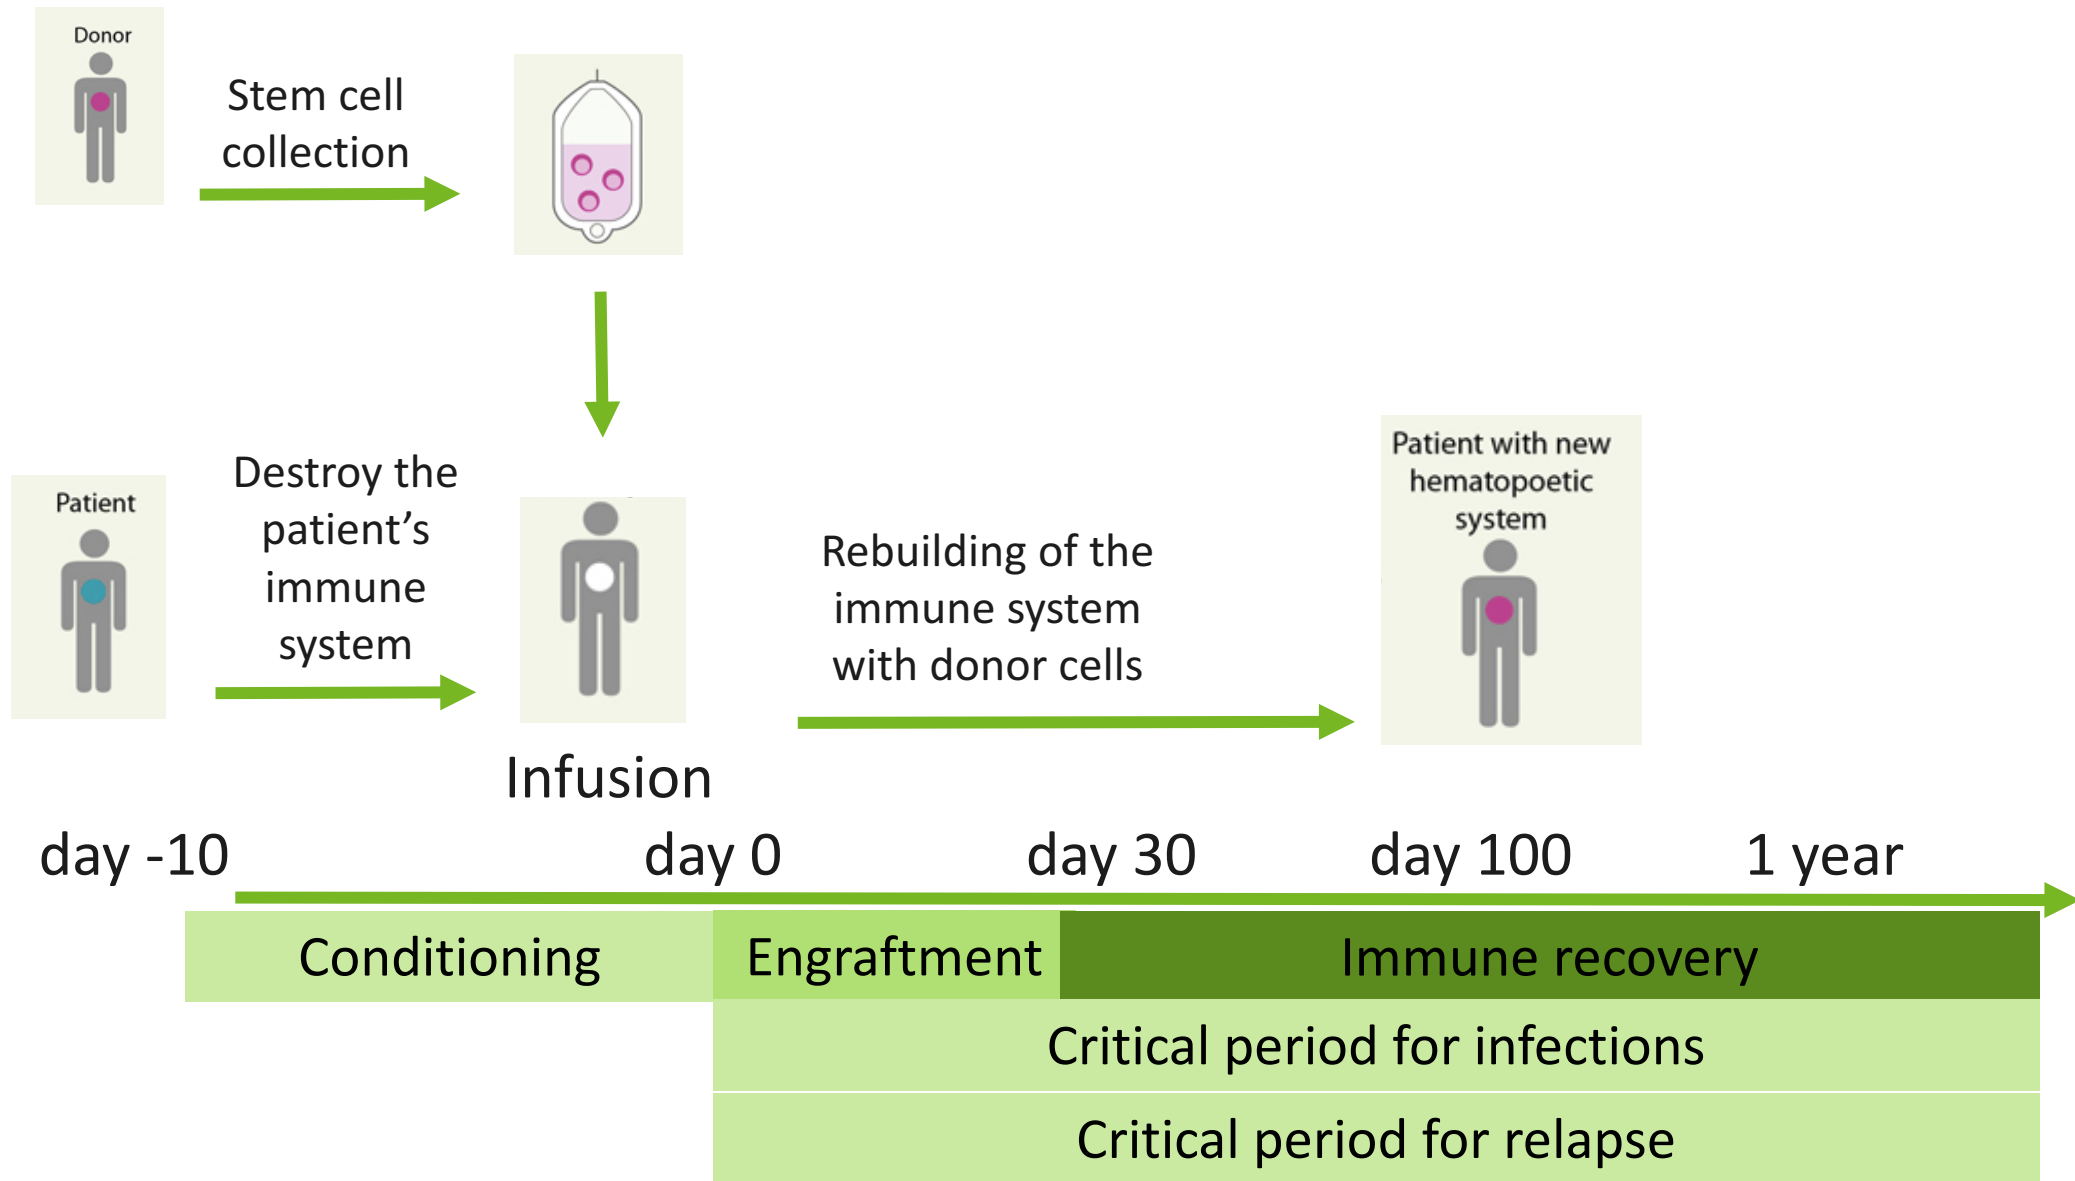 Donor
Stem cell
collection
Patient
Destroy the
patient’s
immune
system
Infusion
Rebuilding of the
immune system
with donor cells
Patient with new
hematopoetic
system
day -10
day 0
day 30
day 100
1 year
Conditioning
Engraftment
Immune recovery
Critical period for infections
Critical period for relapse